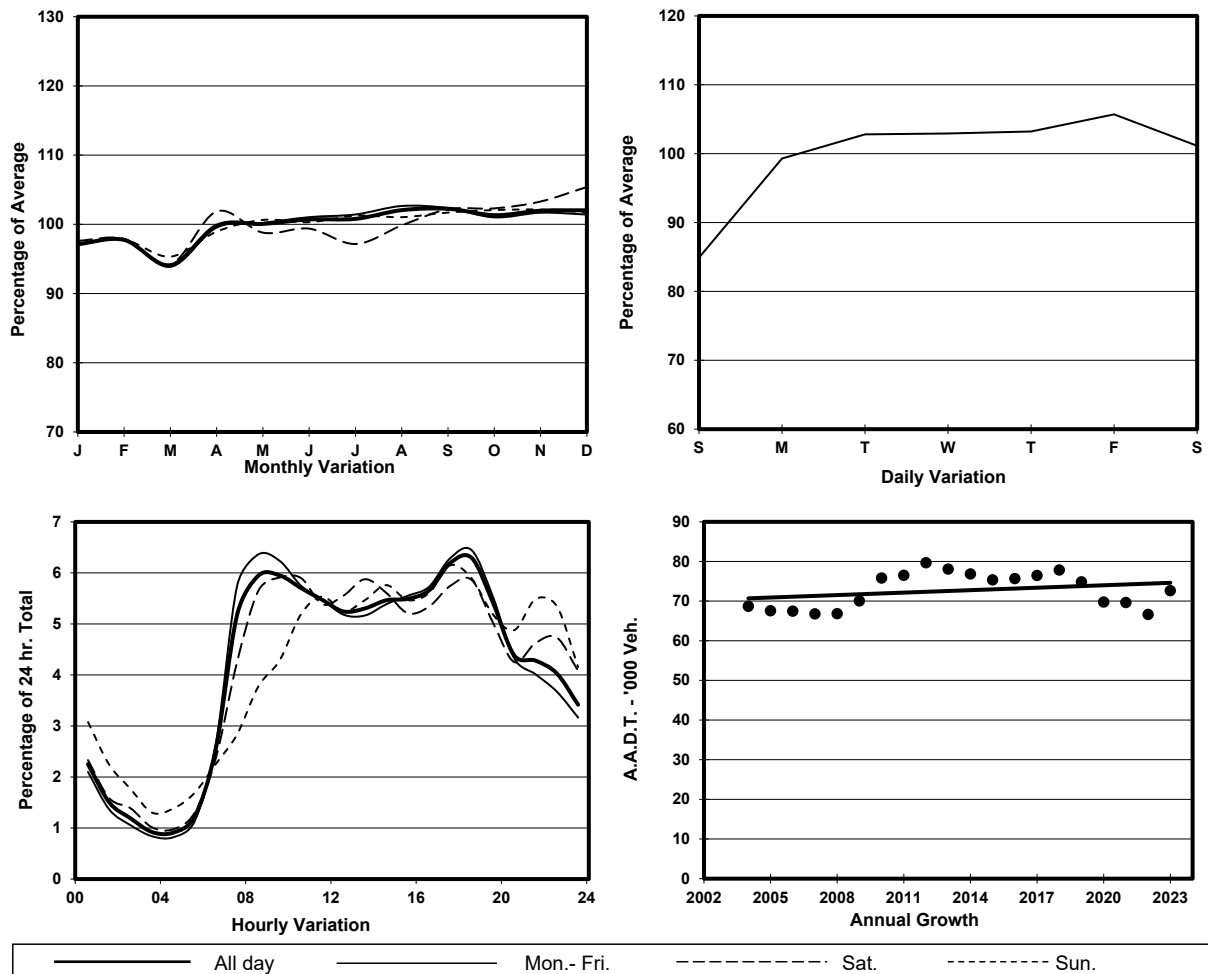 130
120
110
100
90
80
70
Percentage of Average
J F M A M J J A S O N D
Monthly Variation
120
110
100
90
80
70
60
Percentage of Average
S M T W T F S
Daily Variation
7
6
5
4
3
2
1
0
Percentage of 24 hr. Total
00 04 08 12 16 20 24
Hourly Variation
90
80
70
60
50
40
30
20
10
0
A.A.D.T. - '000 Veh.
2002 2005 2008 2011 2014 2017 2020 2023
Annual Growth
All day Mon.- Fri. Sat. Sun.